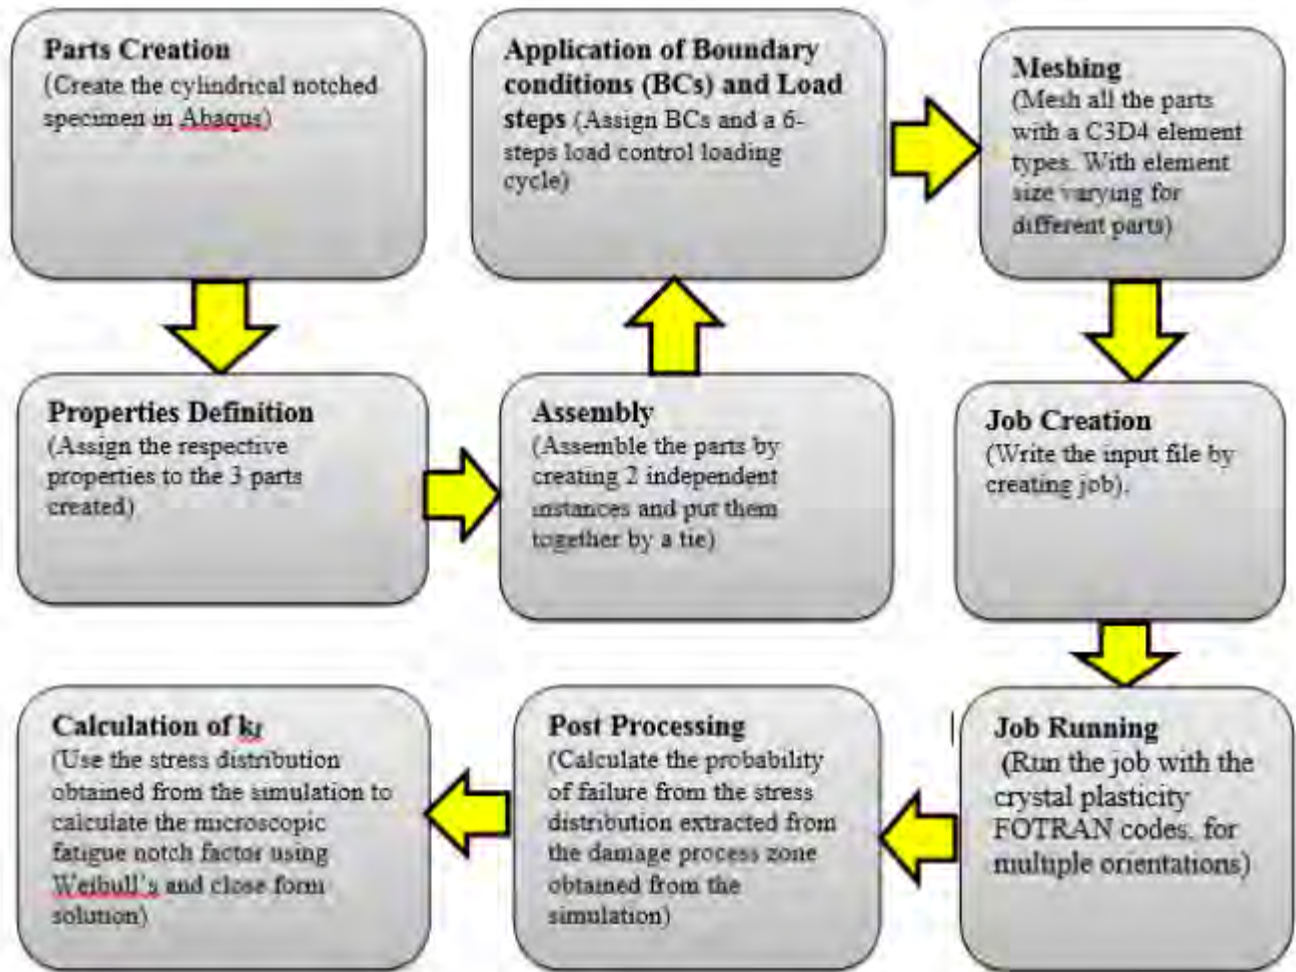 Parts Creation
(Create the cylindrical notched
specimen in Abaqus)
Properties Definition
(Assign the respective
properties to the 3 parts
created)
Assembly
(Assemble the parts by
creating 2 independent
instances and put them
together by a tie)
Application of Boundary
conditions (BCs) and Load
steps (Assign BCs and a 6-
steps load control loading
cycle)
Meshing
(Mesh all the parts
with a C3D4 element
types. With element
size varying for
different parts)
Job Creation
(Write the input file by
creating job).
Job Running
(Run the job with the
crystal plasticity
FOTRAN codes, for
multiple orientations)
Post Processing
(Calculate the probability
of failure from the stress
distribution extracted from
the damage process zone
obtained from the
simulation)
Calculation of kf
(Use the stress distribution
obtained from the simulation to
calculate the microscopic
fatigue notch factor using
Weibull's and close form
solution)